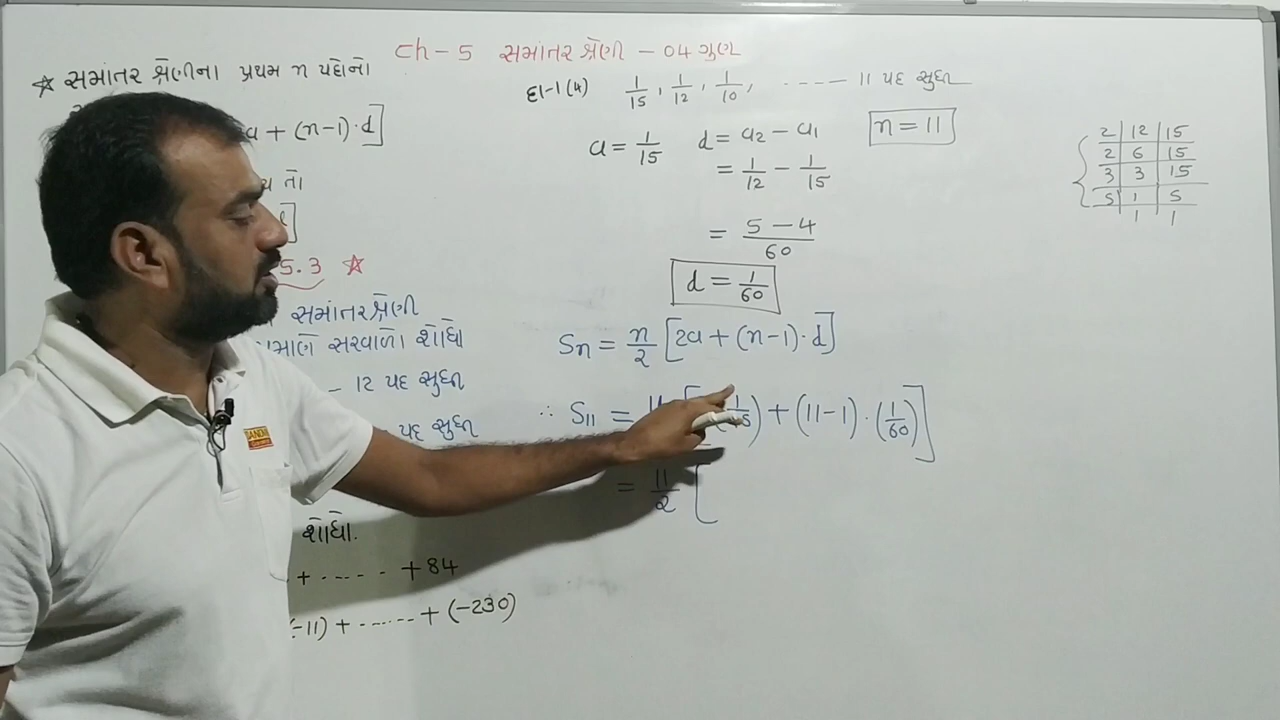 Ch-5 સમાંતર શ્રેણી - 04 ગુણ
☆ સમાંતર શ્રેણીના પ્રથમ n પદોનો
a + (n-1)·d]
તો
5.3 ☆
સમાંતર શ્રેણી
સરવાળો શોધો
- 12 પદ સુધી
પદ સુધી
શોધો.
+ ...... +84
(-11) + ...... + (-230)
દા-1(4) 1/15, 1/12, 1/10, ..... 11 પદ સુધી
a = 1/15 d = a₂ - a₁ n = 11
= 1/12 - 1/15
= (5-4)/60
d = 1/60
Sn = n/2 [2a + (n-1)·d]
∴ S11 = + (11-1)·(1/60)]
= 11/2 [
2 | 12 | 15
2 | 6 | 15
3 | 3 | 15
5 | 1 | 5
1 | 1